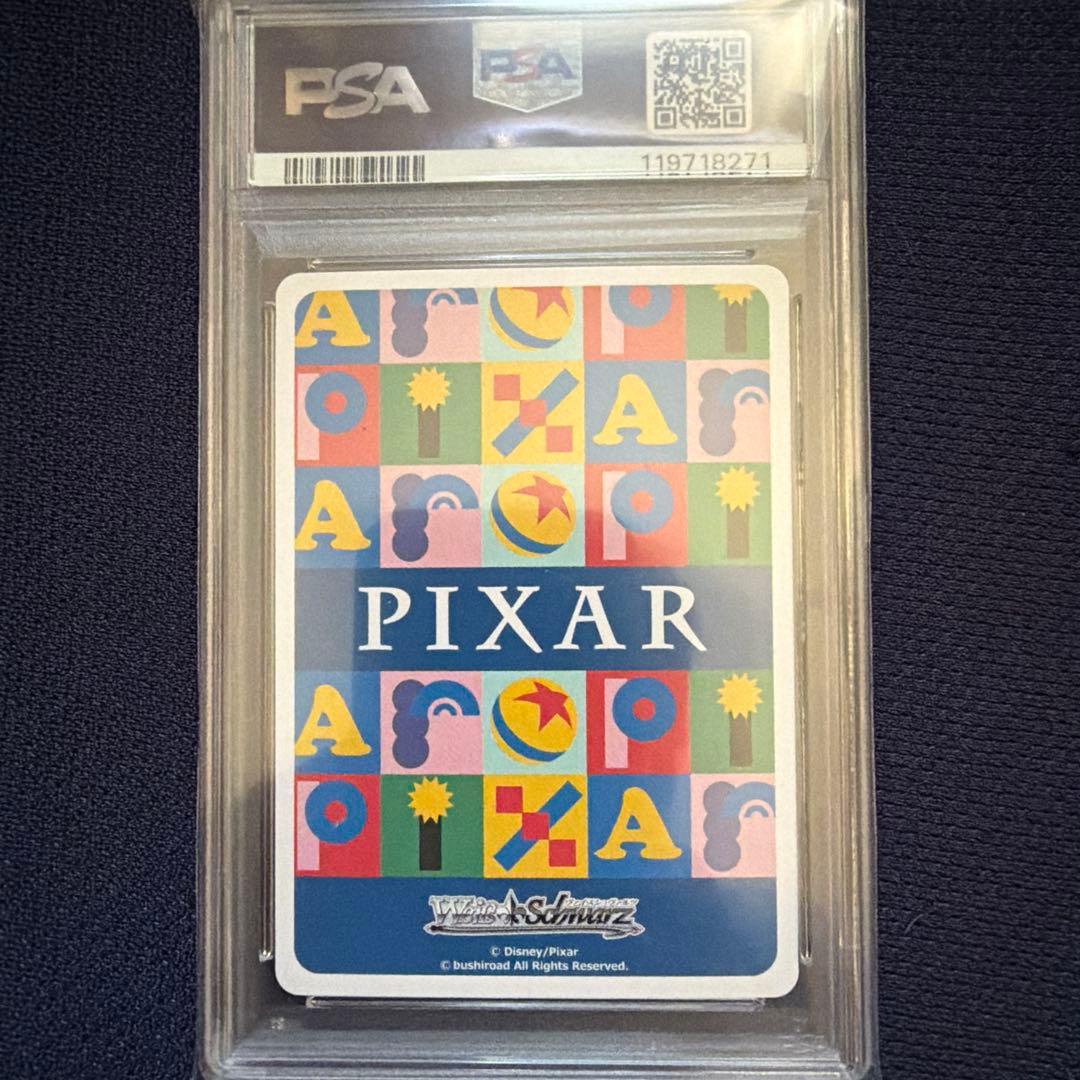 PSA
PSA
119718271
PIXAR
Weiß Schwarz
© Disney/Pixar
© bushiroad All Rights Reserved.